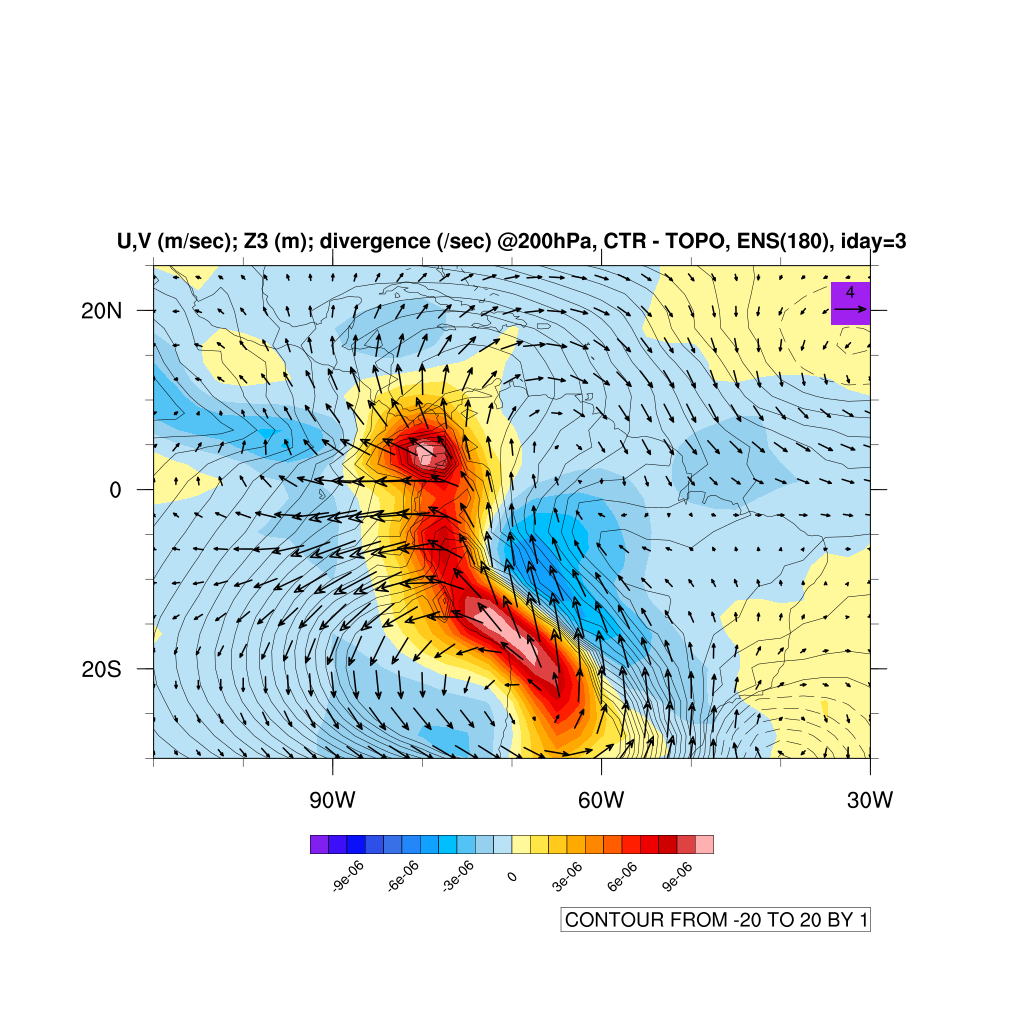 U,V (m/sec); Z3 (m); divergence (/sec) @200hPa, CTR - TOPO, ENS(180), iday=3
4
20N
0
20S
90W 60W 30W
-9e-06 -6e-06 -3e-06 0 3e-06 6e-06 9e-06
CONTOUR FROM -20 TO 20 BY 1